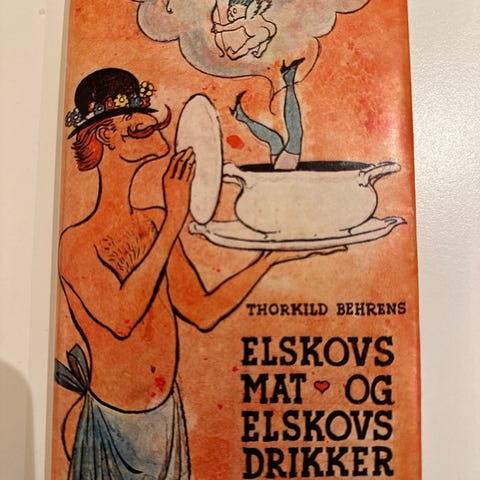 THORKILD BEHRENS
ELSKOVS
MAT ♥ OG
ELSKOVS
DRIKKER